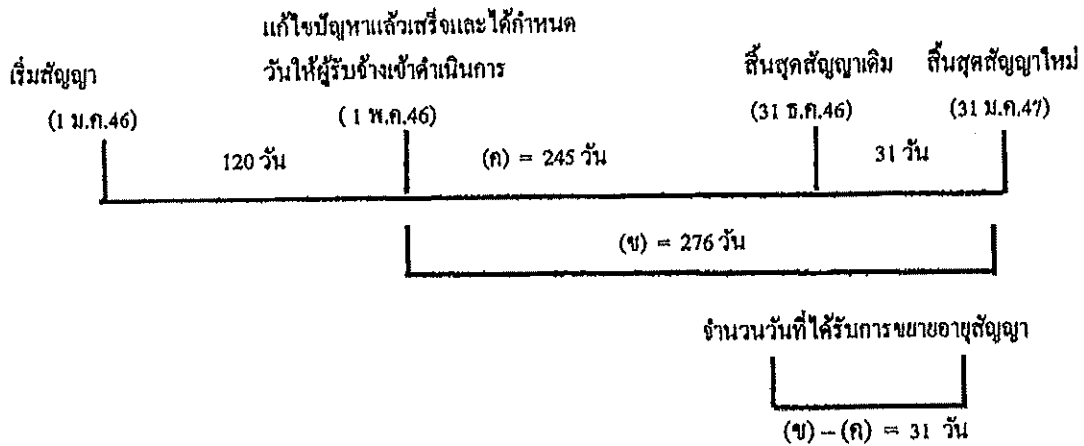 แก้ไขปัญหาแล้วเสร็จและได้กำหนด
วันให้ผู้รับจ้างเข้าดำเนินการ
เริ่มสัญญา
สิ้นสุดสัญญาเดิม
สิ้นสุดสัญญาใหม่
(1 ม.ค.46)
( 1 พ.ค.46)
(31 ธ.ค.46)
(31 ม.ค.47)
120 วัน
(ค) = 245 วัน
31 วัน
(ข) = 276 วัน
จำนวนวันที่ได้รับการขยายอายุสัญญา
(ข) – (ค) = 31 วัน